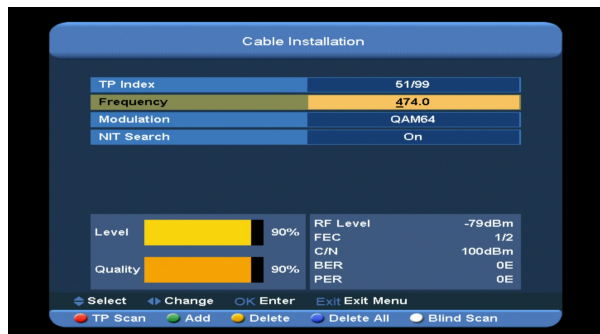 Cable Installation
TP Index 51/99
Frequency 474.0
Modulation QAM64
NIT Search On
Level 90%
Quality 90%
RF Level -79dBm
FEC 1/2
C/N 100dBm
BER 0E
PER 0E
Select Change OK Enter Exit Exit Menu
TP Scan Add Delete Delete All Blind Scan